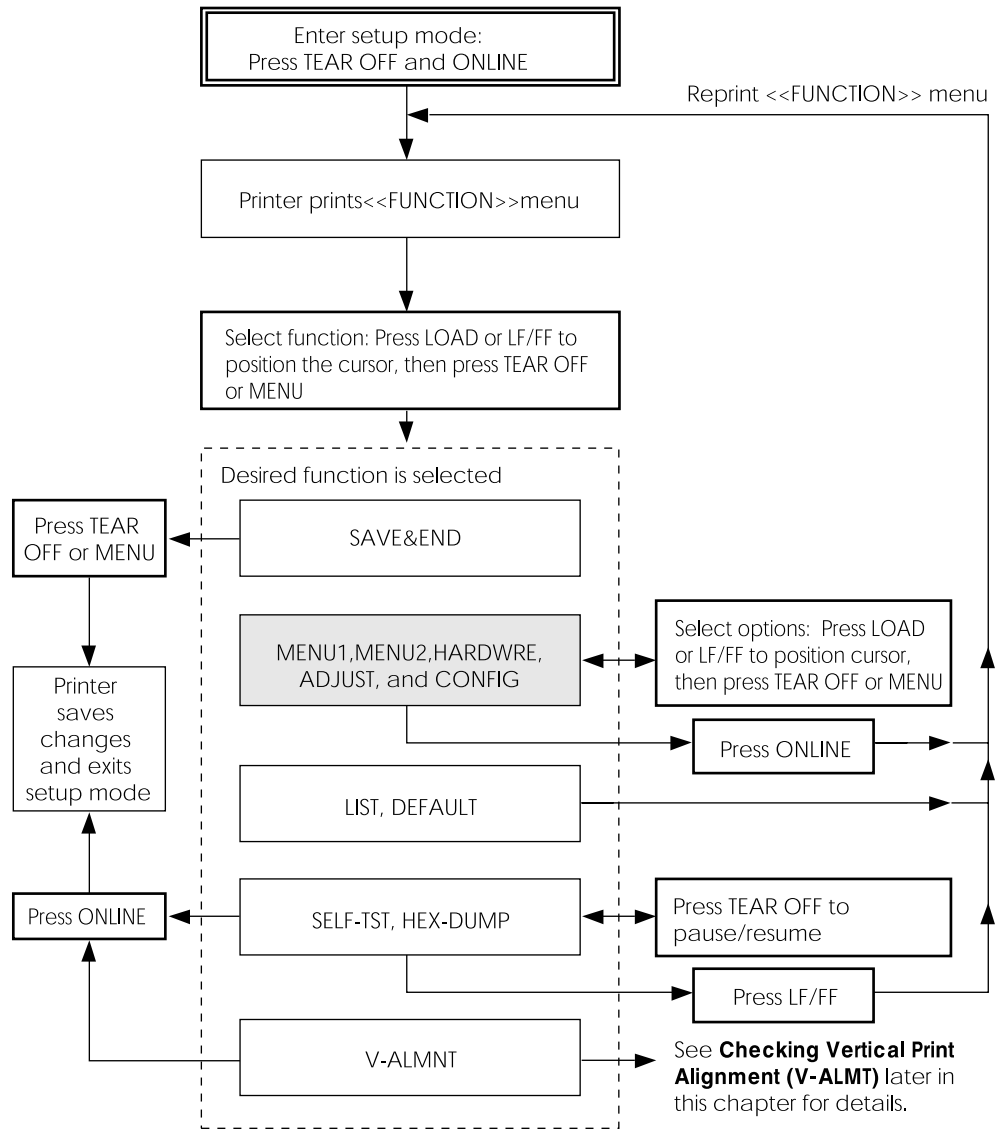 Enter setup mode:
Press TEAR OFF and ONLINE
Reprint <<FUNCTION>> menu
Printer prints<<FUNCTION>>menu
Select function: Press LOAD or LF/FF to
position the cursor, then press TEAR OFF
or MENU
Desired function is selected
Press TEAR
OFF or MENU
SAVE&END
MENU1,MENU2,HARDWRE,
ADJUST, and CONFIG
Select options: Press LOAD
or LF/FF to position cursor,
then press TEAR OFF or MENU
Printer
saves
changes
and exits
setup mode
Press ONLINE
LIST, DEFAULT
Press ONLINE
SELF-TST, HEX-DUMP
Press TEAR OFF to
pause/resume
Press LF/FF
V-ALMNT
See Checking Vertical Print
Alignment (V-ALMT) later in
this chapter for details.